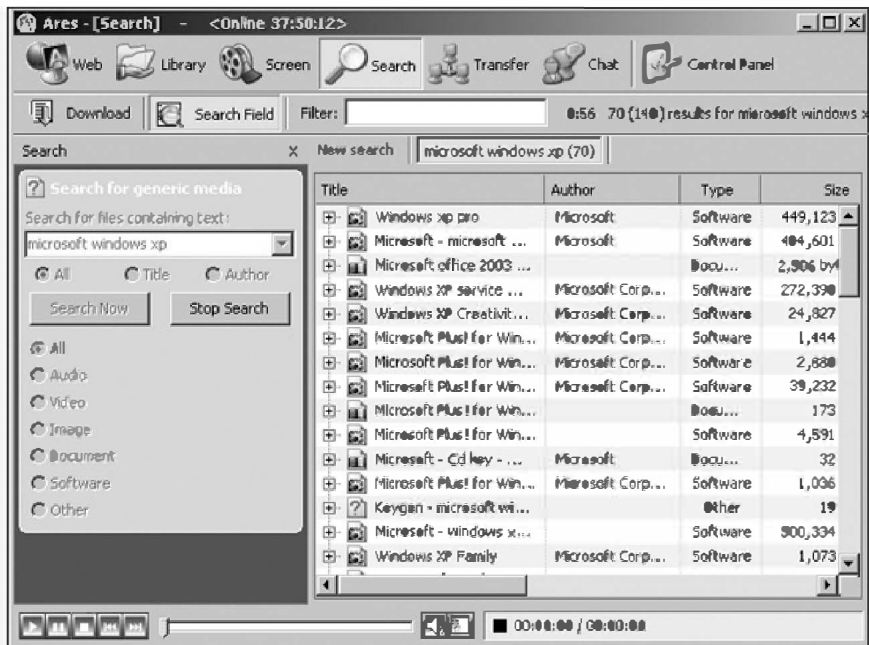 Ares - [Search] - <Online 37:50:12>
Web Library Screen Search Transfer Chat Control Panel
Download Search Field Filter: 0:56 70 (140) results for microsoft windows x
Search x New search microsoft windows xp (70)
Search for generic media
Search for files containing text:
microsoft windows xp
All Title Author
Search Now Stop Search
All
Audio
Video
Image
Document
Software
Other
Title Author Type Size
Windows xp pro Microsoft Software 449,123
Microsoft - microsoft ... Microsoft Software 404,601
Microsoft office 2003 ... Docu... 2,906 by
Windows XP service ... Microsoft Corp... Software 272,390
Windows XP Creativit... Microsoft Corp... Software 24,827
Microsoft Plus! for Win... Microsoft Corp... Software 1,444
Microsoft Plus! for Win... Microsoft Corp... Software 2,680
Microsoft Plus! for Win... Microsoft Corp... Software 39,232
Microsoft Plus! for Win... Docu... 173
Microsoft Plus! for Win... Software 4,591
Microsoft - Cd key - ... Microsoft Docu... 32
Microsoft Plus! for Win... Microsoft Corp... Software 1,036
Keygen - microsoft wi... Other 19
Microsoft - windows x... Software 500,334
Windows XP Family Microsoft Corp... Software 1,073
00:00:00 / 00:00:00